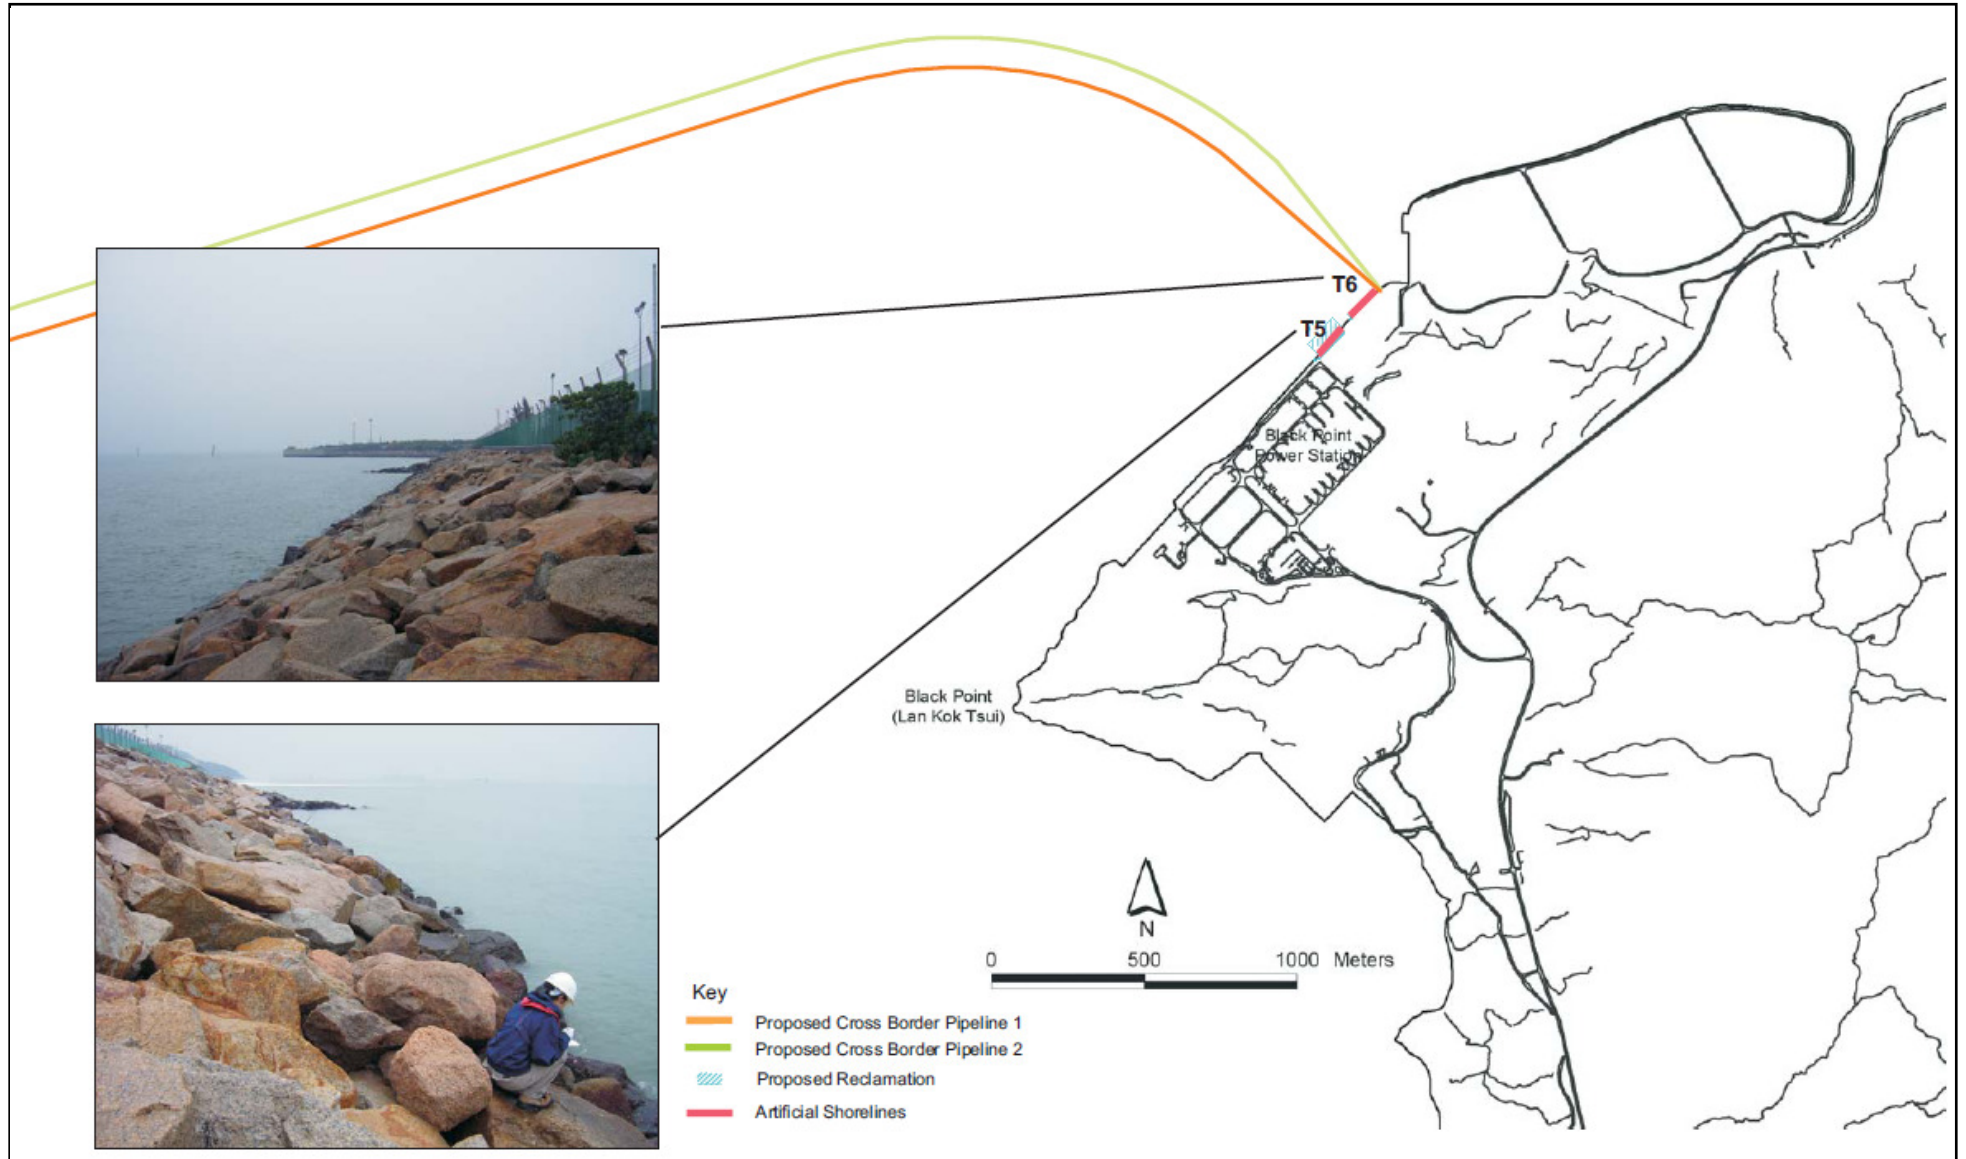 T6
T5
Black Point
Power Station
Black Point
(Lan Kok Tsui)
N
0 500 1000 Meters
Key
Proposed Cross Border Pipeline 1
Proposed Cross Border Pipeline 2
Proposed Reclamation
Artificial Shorelines